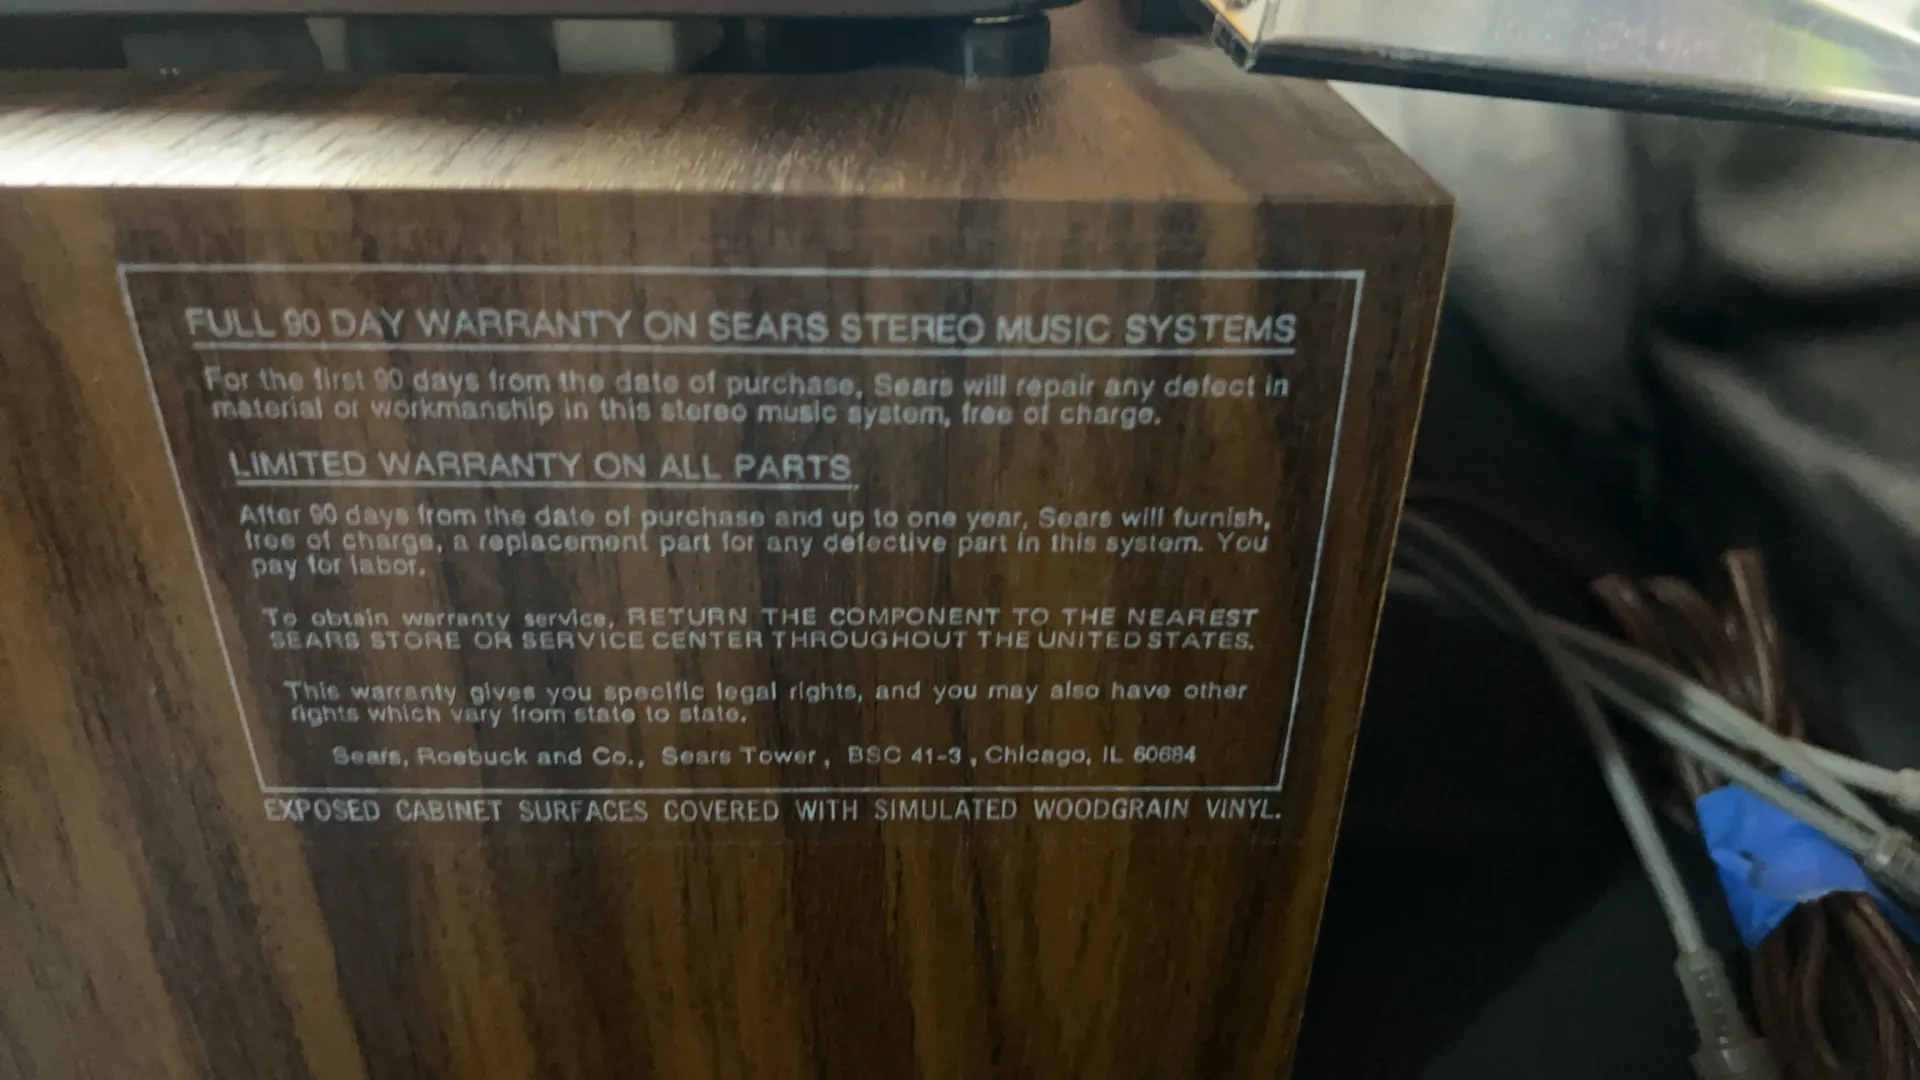 FULL 90 DAY WARRANTY ON SEARS STEREO MUSIC SYSTEMS
For the first 90 days from the date of purchase, Sears will repair any defect in
material or workmanship in this stereo music system, free of charge.
LIMITED WARRANTY ON ALL PARTS
After 90 days from the date of purchase and up to one year, Sears will furnish,
free of charge, a replacement part for any defective part in this system. You
pay for labor.
To obtain warranty service, RETURN THE COMPONENT TO THE NEAREST
SEARS STORE OR SERVICE CENTER THROUGHOUT THE UNITED STATES.
This warranty gives you specific legal rights, and you may also have other
rights which vary from state to state.
Sears, Roebuck and Co., Sears Tower, BSC 41-3, Chicago, IL 60684
EXPOSED CABINET SURFACES COVERED WITH SIMULATED WOODGRAIN VINYL.